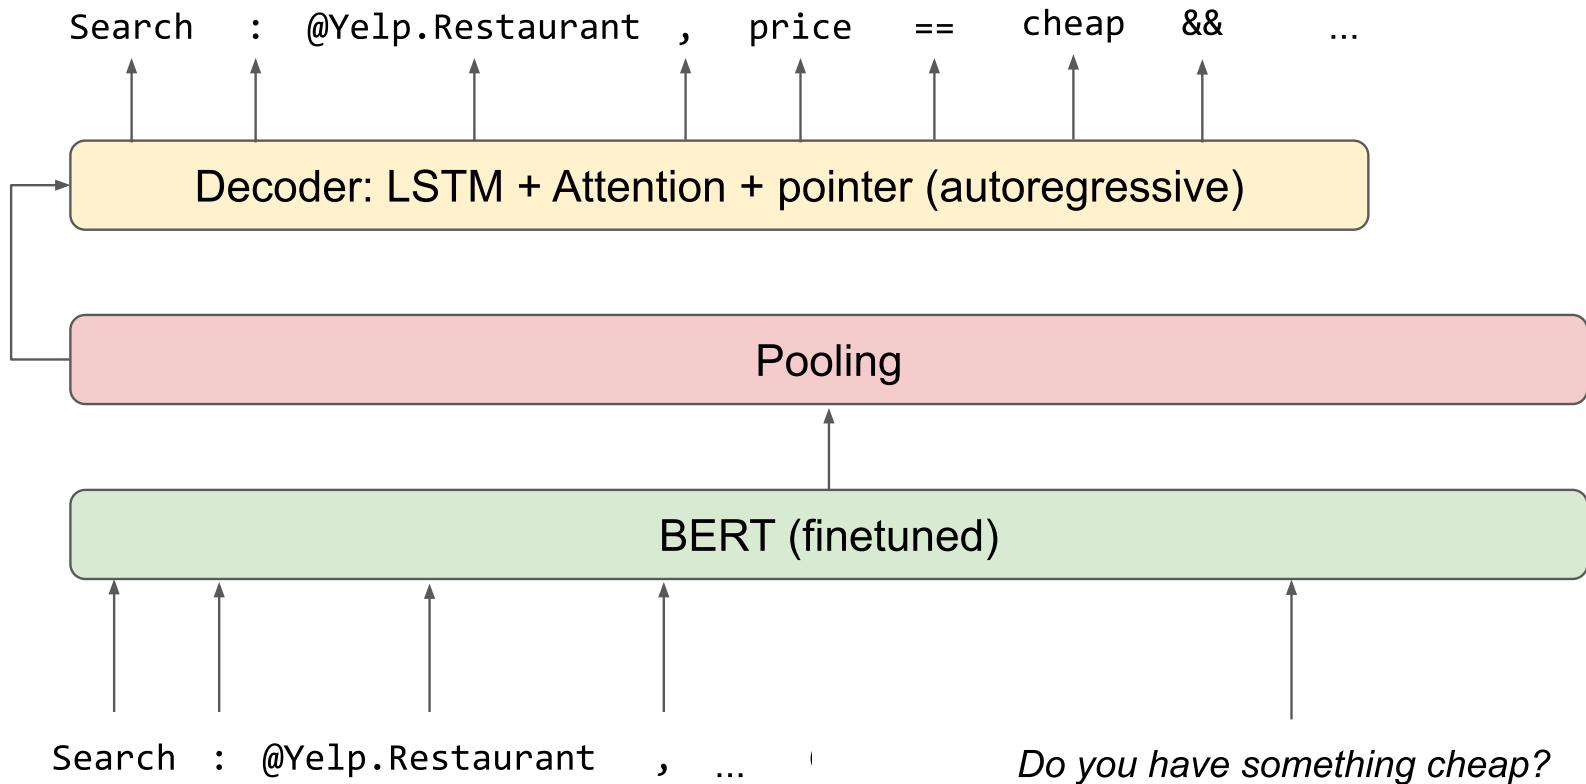 Search : @Yelp.Restaurant , price == cheap && ...
Decoder: LSTM + Attention + pointer (autoregressive)
Pooling
BERT (finetuned)
Search : @Yelp.Restaurant , ... Do you have something cheap?